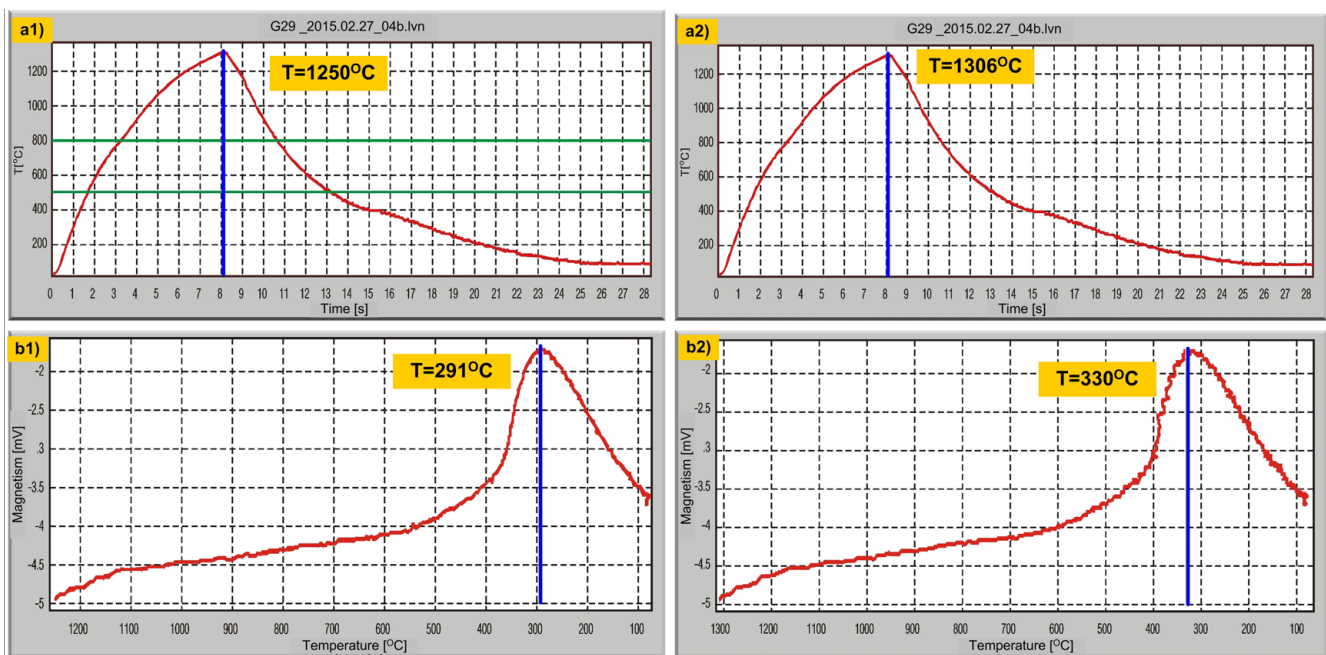 a1)
G29 _2015.02.27_04b.lvn
T=1250°C
1200
1000
800
600
400
200
T[°C]
0 1 2 3 4 5 6 7 8 9 10 11 12 13 14 15 16 17 18 19 20 21 22 23 24 25 26 27 28
Time [s]
a2)
G29 _2015.02.27_04b.lvn
T=1306°C
1200
1000
800
600
400
200
T[°C]
0 1 2 3 4 5 6 7 8 9 10 11 12 13 14 15 16 17 18 19 20 21 22 23 24 25 26 27 28
Time [s]
b1)
T=291°C
-2
-2.5
.3
-3.5
-4
-4.5
-5
Magnetism [mV]
1200 1100 1000 900 800 700 600 500 400 300 200 100
Temperature [°C]
b2)
T=330°C
-2
-2.5
.3
-3.5
-4
-4.5
-5
Magnetism [mV]
1300 1200 1100 1000 900 800 700 600 500 400 300 200 100
Temperature [°C]